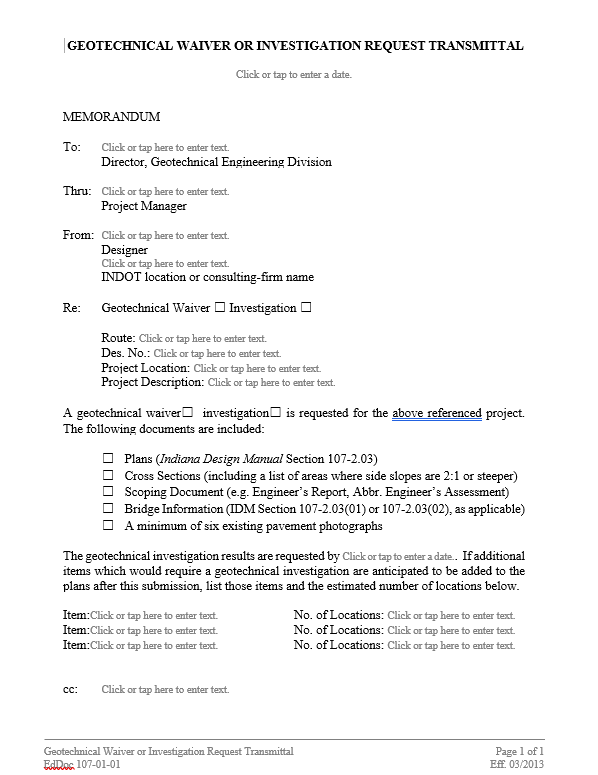 GEOTECHNICAL WAIVER OR INVESTIGATION REQUEST TRANSMITTAL
Click or tap to enter a date.
MEMORANDUM
To: Click or tap here to enter text.
Director, Geotechnical Engineering Division
Thru: Click or tap here to enter text.
Project Manager
From: Click or tap here to enter text.
Designer
Click or tap here to enter text.
INDOT location or consulting-firm name
Re: Geotechnical Waiver ☐ Investigation ☐
Route: Click or tap here to enter text.
Des. No.: Click or tap here to enter text.
Project Location: Click or tap here to enter text.
Project Description: Click or tap here to enter text.
A geotechnical waiver☐ investigation☐ is requested for the above referenced project.
The following documents are included:
☐ Plans (Indiana Design Manual Section 107-2.03)
☐ Cross Sections (including a list of areas where side slopes are 2:1 or steeper)
☐ Scoping Document (e.g. Engineer's Report, Abbr. Engineer's Assessment)
☐ Bridge Information (IDM Section 107-2.03(01) or 107-2.03(02), as applicable)
☐ A minimum of six existing pavement photographs
The geotechnical investigation results are requested by Click or tap to enter a date.. If additional
items which would require a geotechnical investigation are anticipated to be added to the
plans after this submission, list those items and the estimated number of locations below.
Item:Click or tap here to enter text. No. of Locations: Click or tap here to enter text.
Item:Click or tap here to enter text. No. of Locations: Click or tap here to enter text.
Item:Click or tap here to enter text. No. of Locations: Click or tap here to enter text.
cc: Click or tap here to enter text.
Geotechnical Waiver or Investigation Request Transmittal Page 1 of 1
EdDoc 107-01-01 Eff. 03/2013